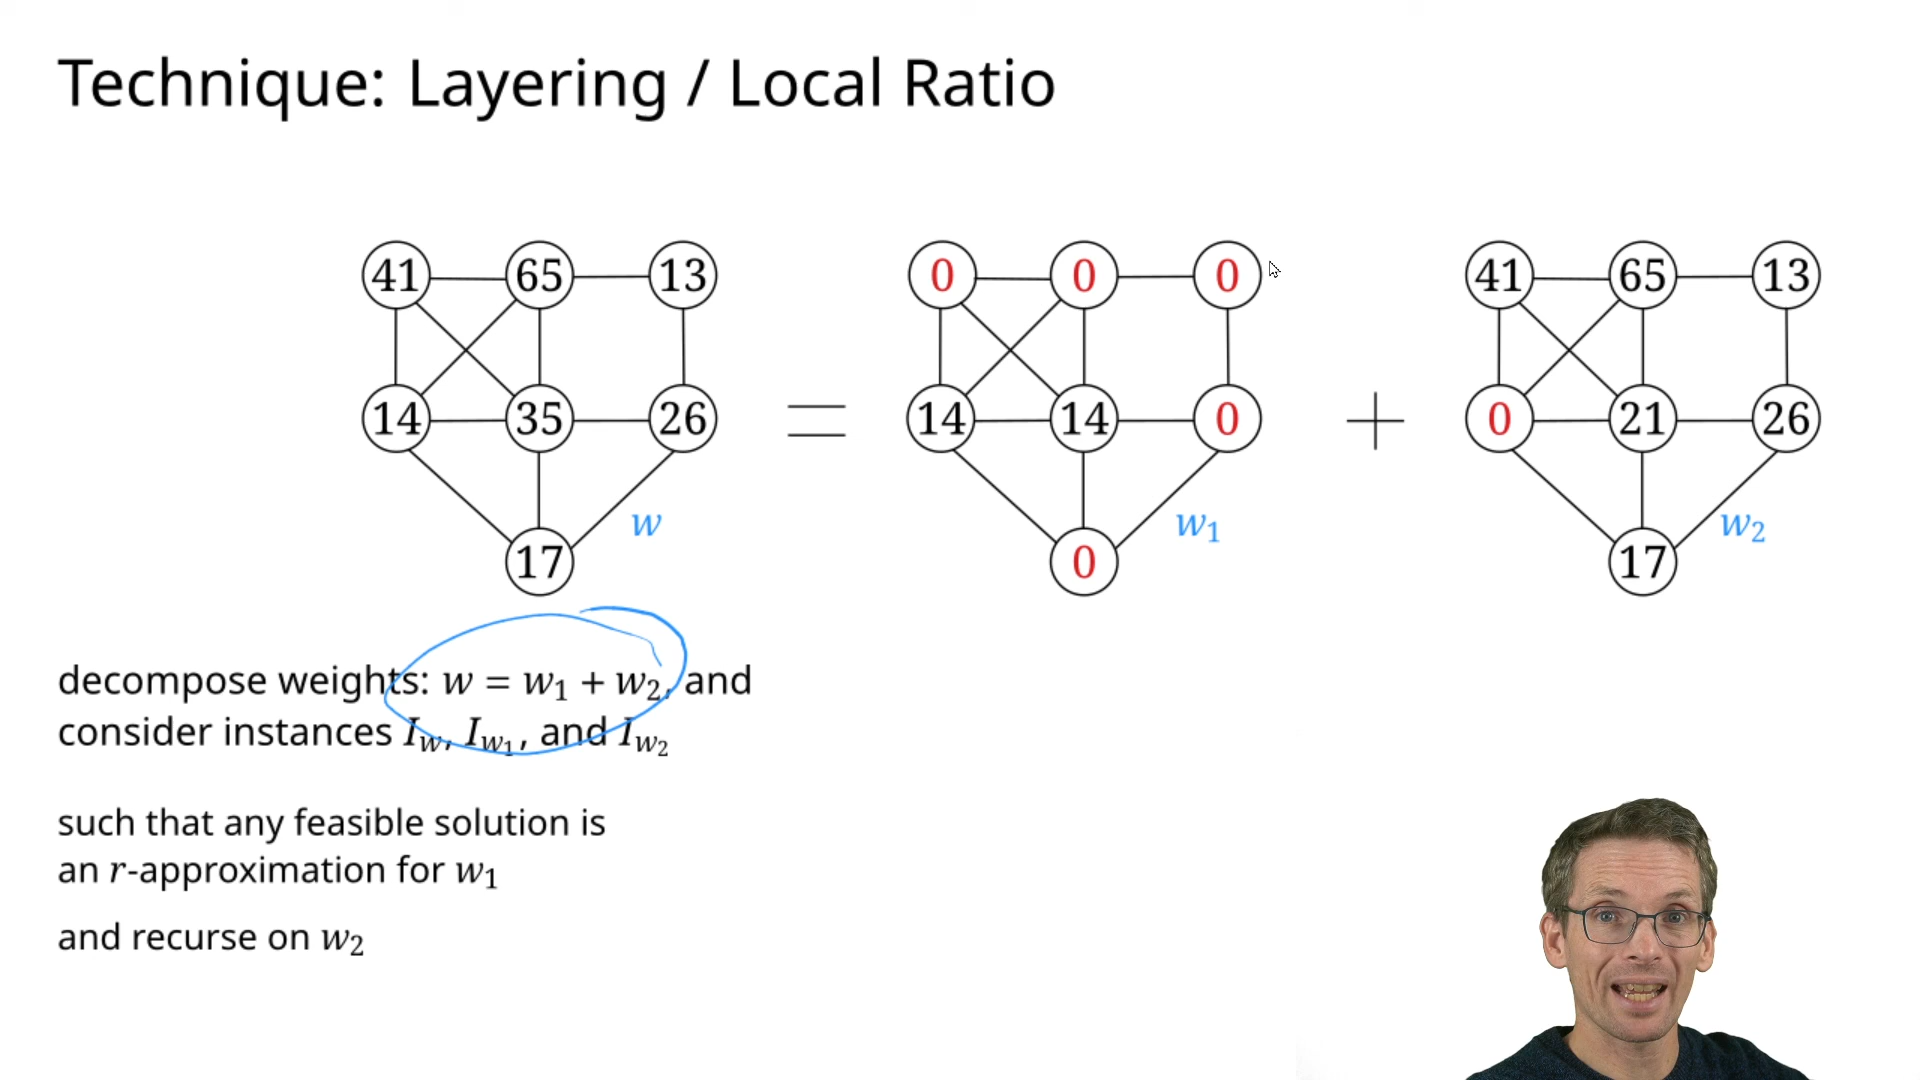 Technique: Layering / Local Ratio
41 65 13
14 35 26
17
w
=
0 0 0
14 14 0
0
w₁
+
41 65 13
0 21 26
17
w₂
decompose weights: w = w₁ + w₂, and
consider instances I_w, I_w₁, and I_w₂
such that any feasible solution is
an r-approximation for w₁
and recurse on w₂